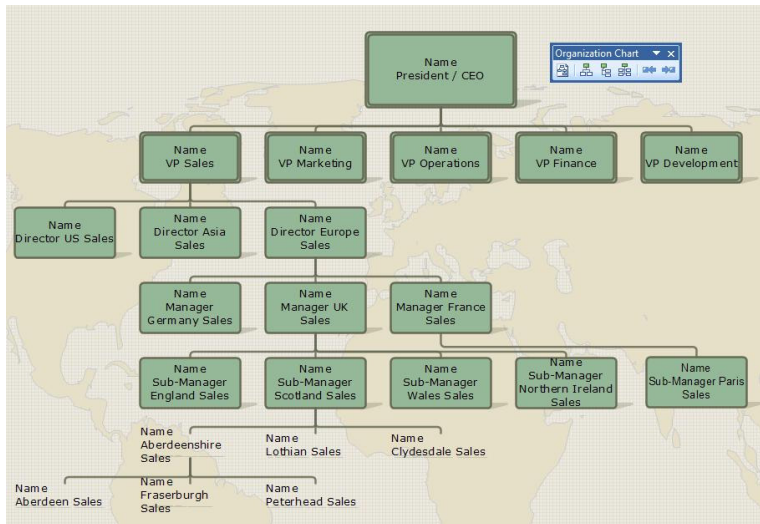 Organization Chart
Name
President / CEO
Name
VP Sales
Name
VP Marketing
Name
VP Operations
Name
VP Finance
Name
VP Development
Name
Director US Sales
Name
Director Asia
Sales
Name
Director Europe
Sales
Name
Manager
Germany Sales
Name
Manager UK
Sales
Name
Manager France
Sales
Name
Sub-Manager
England Sales
Name
Sub-Manager
Scotland Sales
Name
Sub-Manager
Wales Sales
Name
Sub-Manager
Northern Ireland
Sales
Name
Sub-Manager Paris
Sales
Name
Aberdeenshire
Sales
Name
Lothian Sales
Name
Clydesdale Sales
Name
Aberdeen Sales
Name
Fraserburgh
Sales
Name
Peterhead Sales